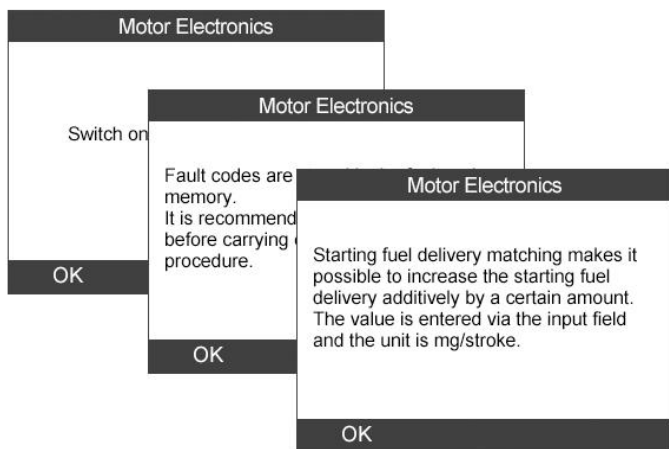 Motor Electronics
Switch on
OK
Motor Electronics
Fault codes are
memory.
It is recommend
before carrying
procedure.
OK
Motor Electronics
Starting fuel delivery matching makes it
possible to increase the starting fuel
delivery additively by a certain amount.
The value is entered via the input field
and the unit is mg/stroke.
OK